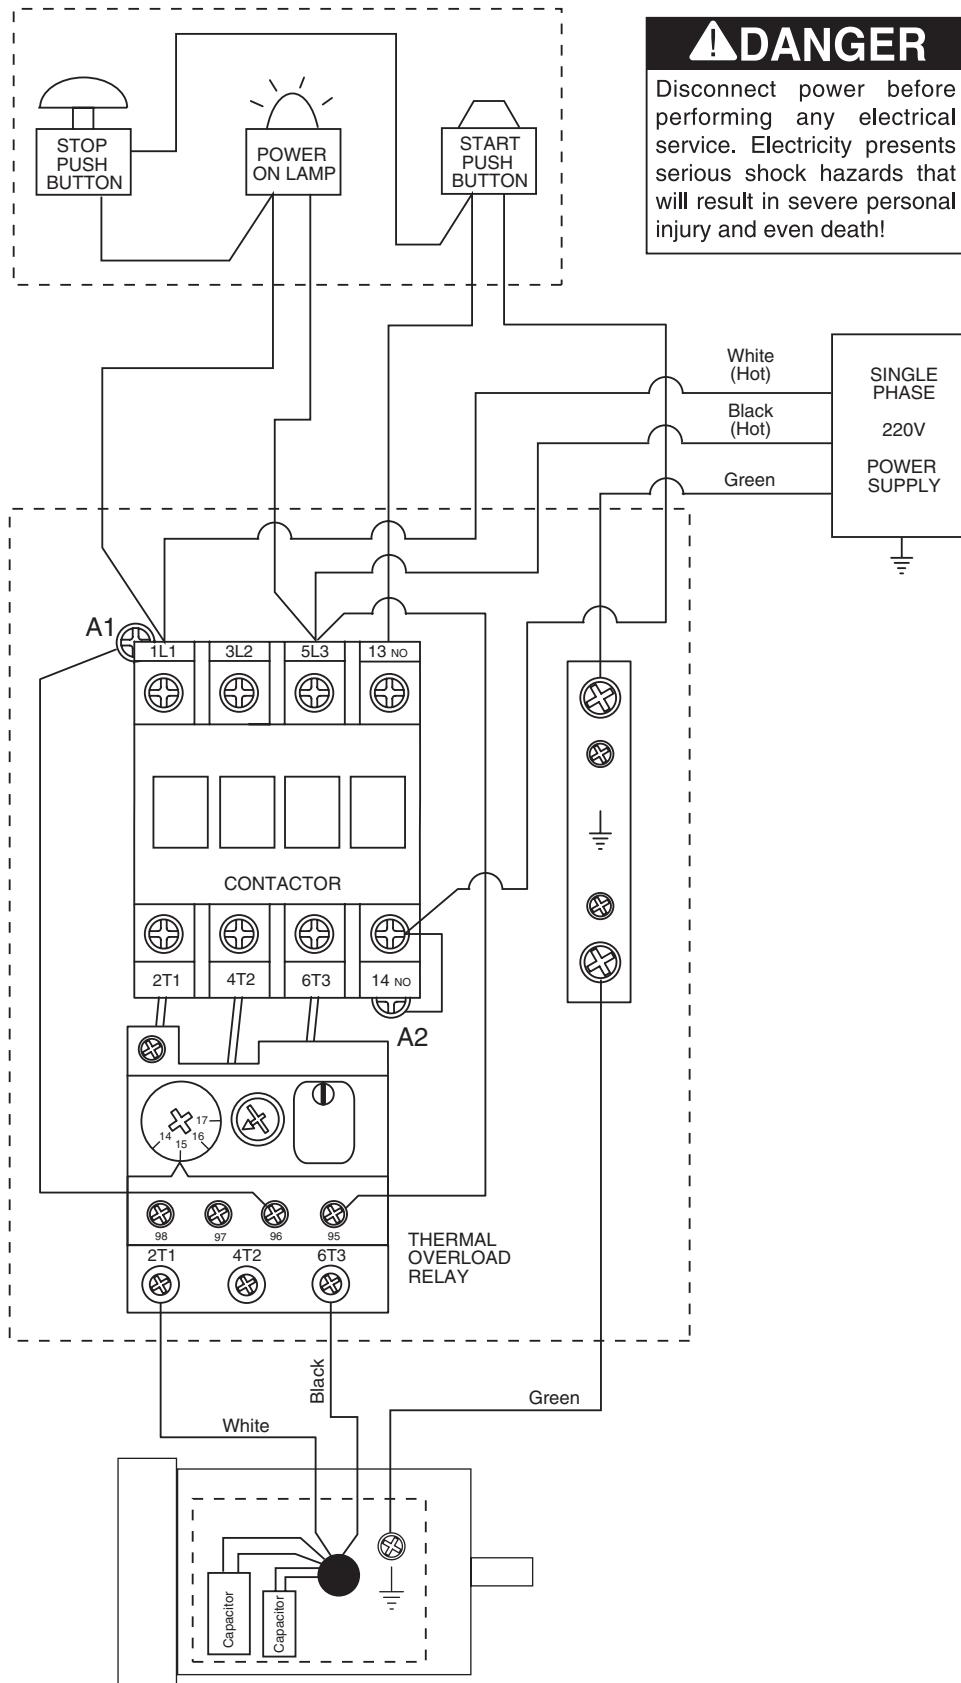 DANGER
Disconnect power before
performing any electrical
service. Electricity presents
serious shock hazards that
will result in severe personal
injury and even death!
STOP
PUSH
BUTTON
POWER
ON LAMP
START
PUSH
BUTTON
White
(Hot)
Black
(Hot)
Green
SINGLE
PHASE
220V
POWER
SUPPLY
A1
1L1
3L2
5L3
13 NO
CONTACTOR
2T1
4T2
6T3
14 NO
A2
17
14
15
16
98
97
96
95
2T1
4T2
6T3
THERMAL
OVERLOAD
RELAY
Black
White
Green
Capacitor
Capacitor